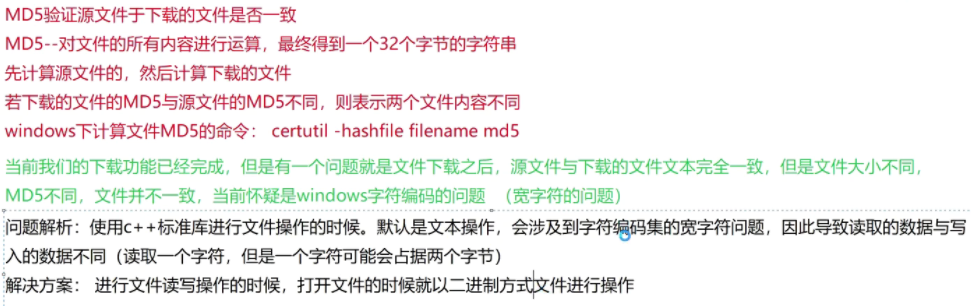 MD5验证源文件于下载的文件是否一致
MD5--对文件的所有内容进行运算，最终得到一个32个字节的字符串
先计算源文件的，然后计算下载的文件
若下载的文件的MD5与源文件的MD5不同，则表示两个文件内容不同
windows下计算文件MD5的命令： certutil -hashfile filename md5
当前我们的下载功能已经完成，但是有一个问题就是文件下载之后，源文件与下载的文件文本完全一致，但是文件大小不同，
MD5不同，文件并不一致，当前怀疑是windows字符编码的问题 （宽字符的问题）
问题解析：使用c++标准库进行文件操作的时候。默认是文本操作，会涉及到字符编码集的宽字符问题，因此导致读取的数据与写
入的数据不同（读取一个字符，但是一个字符可能会占据两个字节）
解决方案： 进行文件读写操作的时候，打开文件的时候就以二进制方式文件进行操作